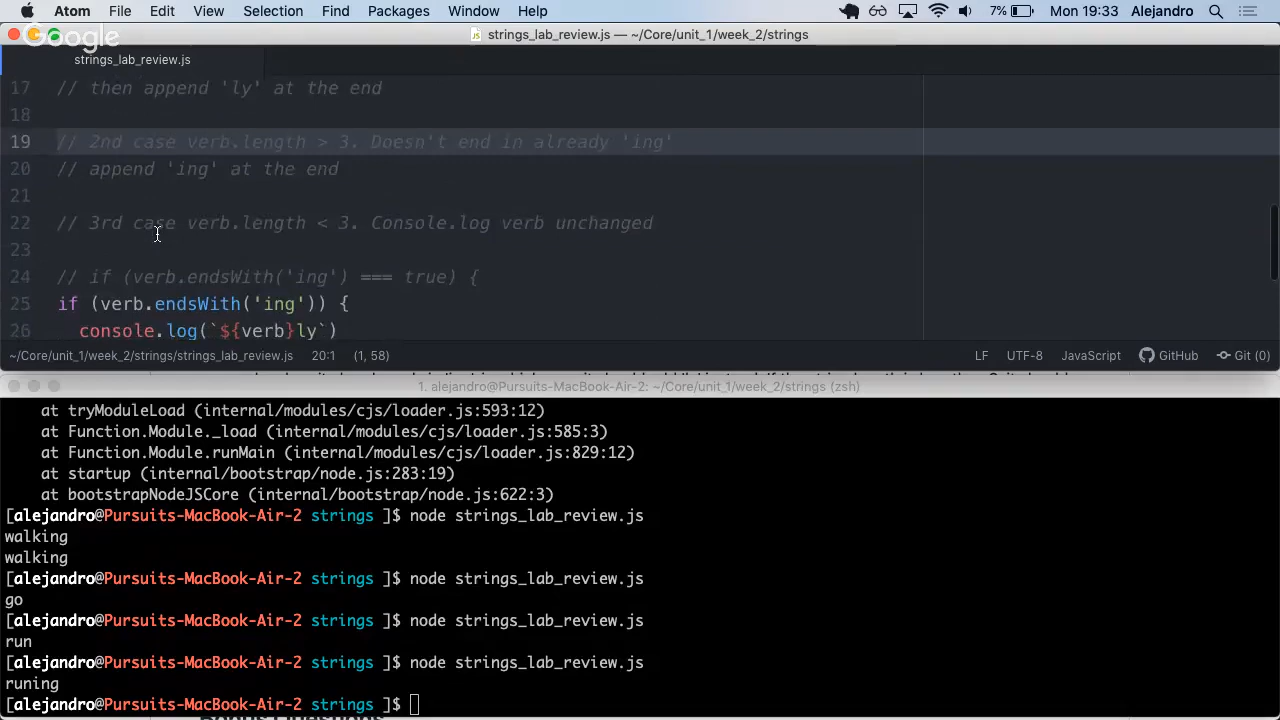 Atom File Edit View Selection Find Packages Window Help 7% Mon 19:33 Alejandro
Google
strings_lab_review.js — ~/Core/unit_1/week_2/strings
strings_lab_review.js
17 // then append 'ly' at the end
18
19 // 2nd case verb.length > 3. Doesn't end in already 'ing'
20 // append 'ing' at the end
21
22 // 3rd case verb.length < 3. Console.log verb unchanged
23
24 // if (verb.endsWith('ing') === true) {
25 if (verb.endsWith('ing')) {
26 console.log(`${verb}ly`)
~/Core/unit_1/week_2/strings/strings_lab_review.js 20:1 (1, 58) LF UTF-8 JavaScript GitHub Git (0)
1. alejandro@Pursuits-MacBook-Air-2: ~/Core/unit_1/week_2/strings (zsh)
at tryModuleLoad (internal/modules/cjs/loader.js:593:12)
at Function.Module._load (internal/modules/cjs/loader.js:585:3)
at Function.Module.runMain (internal/modules/cjs/loader.js:829:12)
at startup (internal/bootstrap/node.js:283:19)
at bootstrapNodeJSCore (internal/bootstrap/node.js:622:3)
[alejandro@Pursuits-MacBook-Air-2 strings ]$ node strings_lab_review.js
walking
walking
[alejandro@Pursuits-MacBook-Air-2 strings ]$ node strings_lab_review.js
go
[alejandro@Pursuits-MacBook-Air-2 strings ]$ node strings_lab_review.js
run
[alejandro@Pursuits-MacBook-Air-2 strings ]$ node strings_lab_review.js
runing
[alejandro@Pursuits-MacBook-Air-2 strings ]$